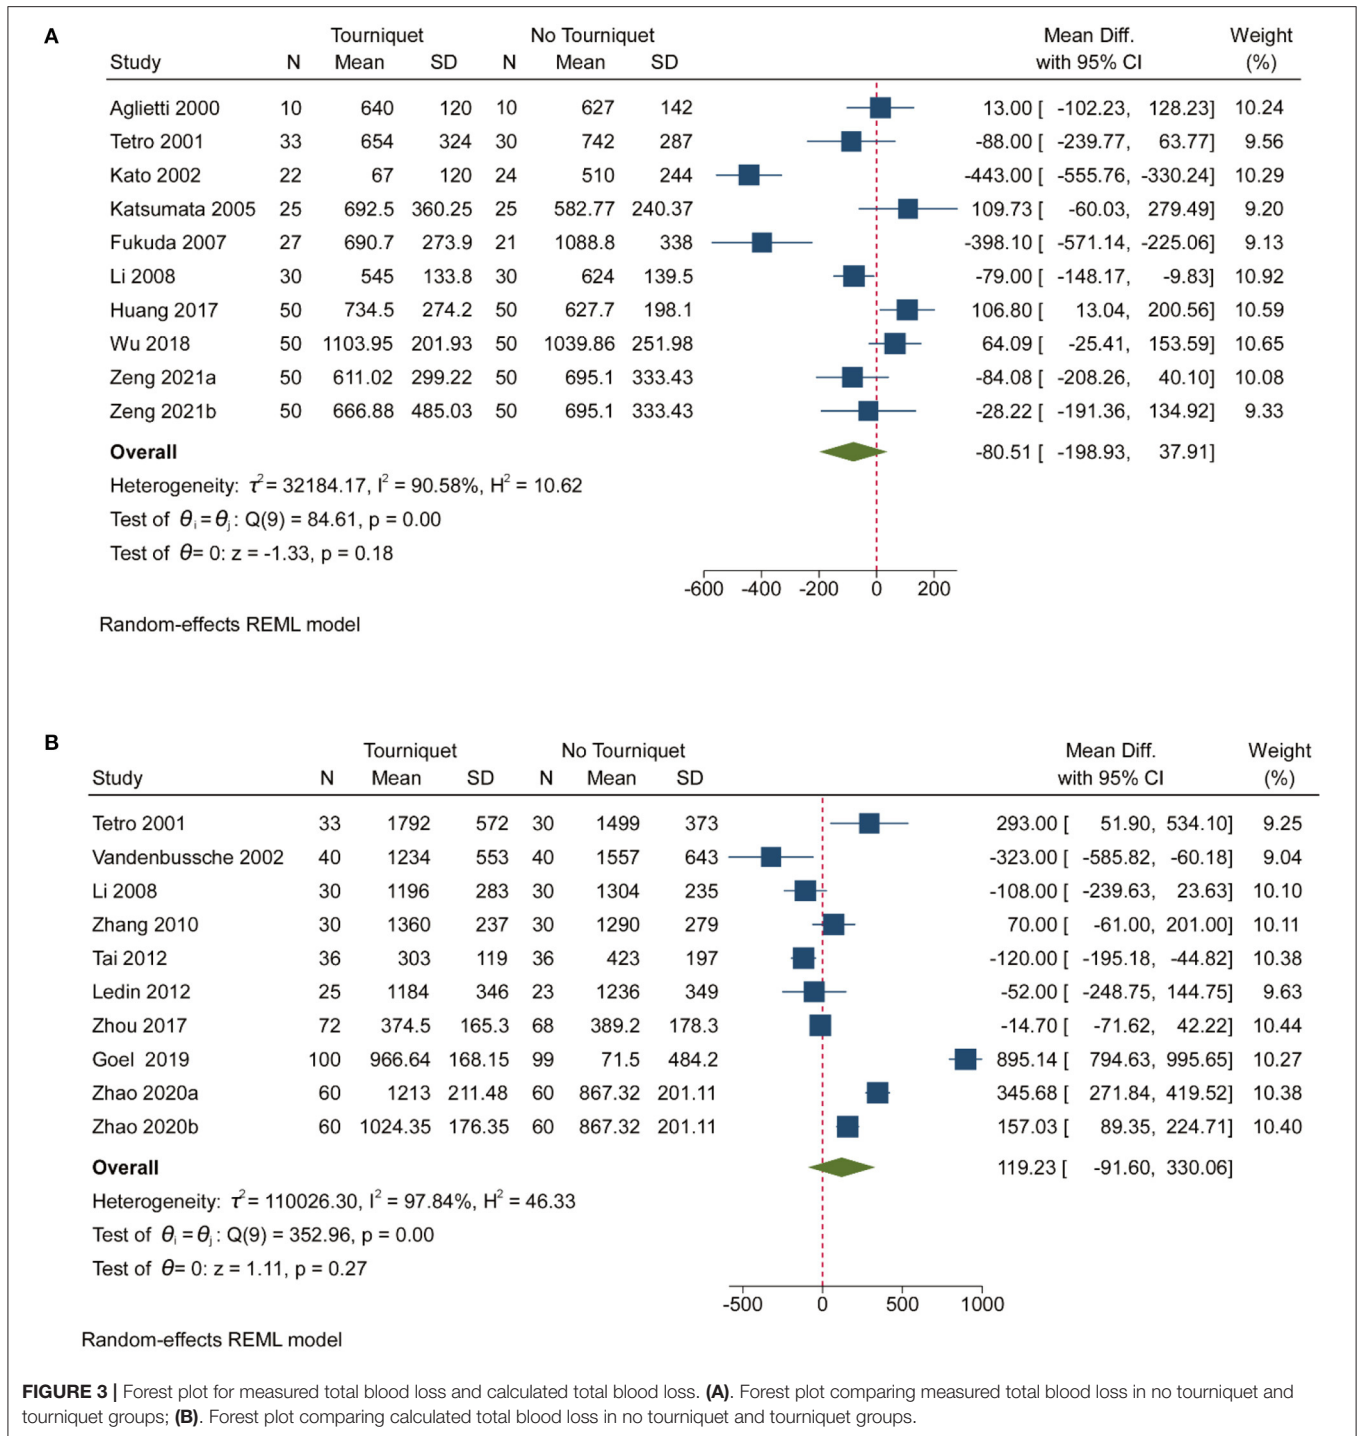 A
Tourniquet No Tourniquet Mean Diff. Weight
Study N Mean SD N Mean SD with 95% CI (%)
Aglietti 2000 10 640 120 10 627 142 13.00 [ -102.23, 128.23] 10.24
Tetro 2001 33 654 324 30 742 287 -88.00 [ -239.77, 63.77] 9.56
Kato 2002 22 67 120 24 510 244 -443.00 [ -555.76, -330.24] 10.29
Katsumata 2005 25 692.5 360.25 25 582.77 240.37 109.73 [ -60.03, 279.49] 9.20
Fukuda 2007 27 690.7 273.9 21 1088.8 338 -398.10 [ -571.14, -225.06] 9.13
Li 2008 30 545 133.8 30 624 139.5 -79.00 [ -148.17, -9.83] 10.92
Huang 2017 50 734.5 274.2 50 627.7 198.1 106.80 [ 13.04, 200.56] 10.59
Wu 2018 50 1103.95 201.93 50 1039.86 251.98 64.09 [ -25.41, 153.59] 10.65
Zeng 2021a 50 611.02 299.22 50 695.1 333.43 -84.08 [ -208.26, 40.10] 10.08
Zeng 2021b 50 666.88 485.03 50 695.1 333.43 -28.22 [ -191.36, 134.92] 9.33
Overall -80.51 [ -198.93, 37.91]
Heterogeneity: τ² = 32184.17, I² = 90.58%, H² = 10.62
Test of θᵢ = θⱼ: Q(9) = 84.61, p = 0.00
Test of θ = 0: z = -1.33, p = 0.18
-600 -400 -200 0 200
Random-effects REML model
B
Tourniquet No Tourniquet Mean Diff. Weight
Study N Mean SD N Mean SD with 95% CI (%)
Tetro 2001 33 1792 572 30 1499 373 293.00 [ 51.90, 534.10] 9.25
Vandenbussche 2002 40 1234 553 40 1557 643 -323.00 [ -585.82, -60.18] 9.04
Li 2008 30 1196 283 30 1304 235 -108.00 [ -239.63, 23.63] 10.10
Zhang 2010 30 1360 237 30 1290 279 70.00 [ -61.00, 201.00] 10.11
Tai 2012 36 303 119 36 423 197 -120.00 [ -195.18, -44.82] 10.38
Ledin 2012 25 1184 346 23 1236 349 -52.00 [ -248.75, 144.75] 9.63
Zhou 2017 72 374.5 165.3 68 389.2 178.3 -14.70 [ -71.62, 42.22] 10.44
Goel 2019 100 966.64 168.15 99 71.5 484.2 895.14 [ 794.63, 995.65] 10.27
Zhao 2020a 60 1213 211.48 60 867.32 201.11 345.68 [ 271.84, 419.52] 10.38
Zhao 2020b 60 1024.35 176.35 60 867.32 201.11 157.03 [ 89.35, 224.71] 10.40
Overall 119.23 [ -91.60, 330.06]
Heterogeneity: τ² = 110026.30, I² = 97.84%, H² = 46.33
Test of θᵢ = θⱼ: Q(9) = 352.96, p = 0.00
Test of θ = 0: z = 1.11, p = 0.27
-500 0 500 1000
Random-effects REML model
FIGURE 3 | Forest plot for measured total blood loss and calculated total blood loss. (A). Forest plot comparing measured total blood loss in no tourniquet and
tourniquet groups; (B). Forest plot comparing calculated total blood loss in no tourniquet and tourniquet groups.